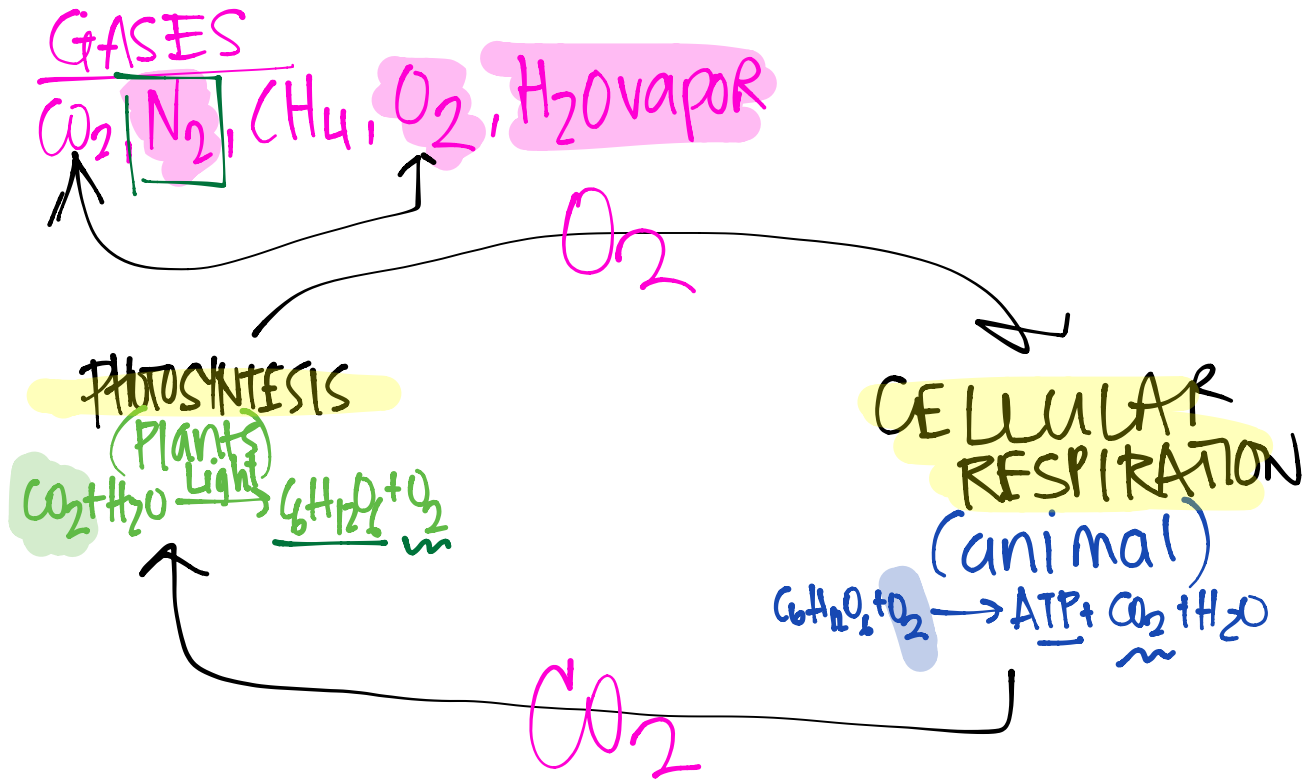 GASES
CO2, N2, CH4, O2, H2O vapor
O2
PHOTOSYNTESIS
(Plants)
Light
CO2 + H2O → C6H12O6 + O2
CELLULAR
RESPIRATION
(animal)
C6H12O6 + O2 → ATP + CO2 + H2O
CO2